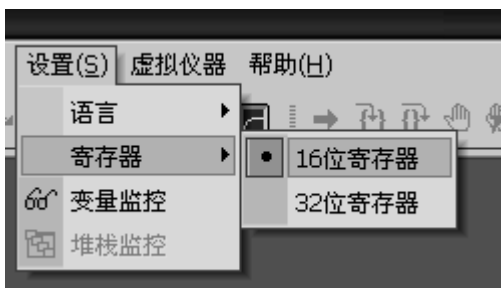 设置(S) 虚拟仪器 帮助(H)
语言
寄存器
变量监控
堆栈监控
16位寄存器
32位寄存器